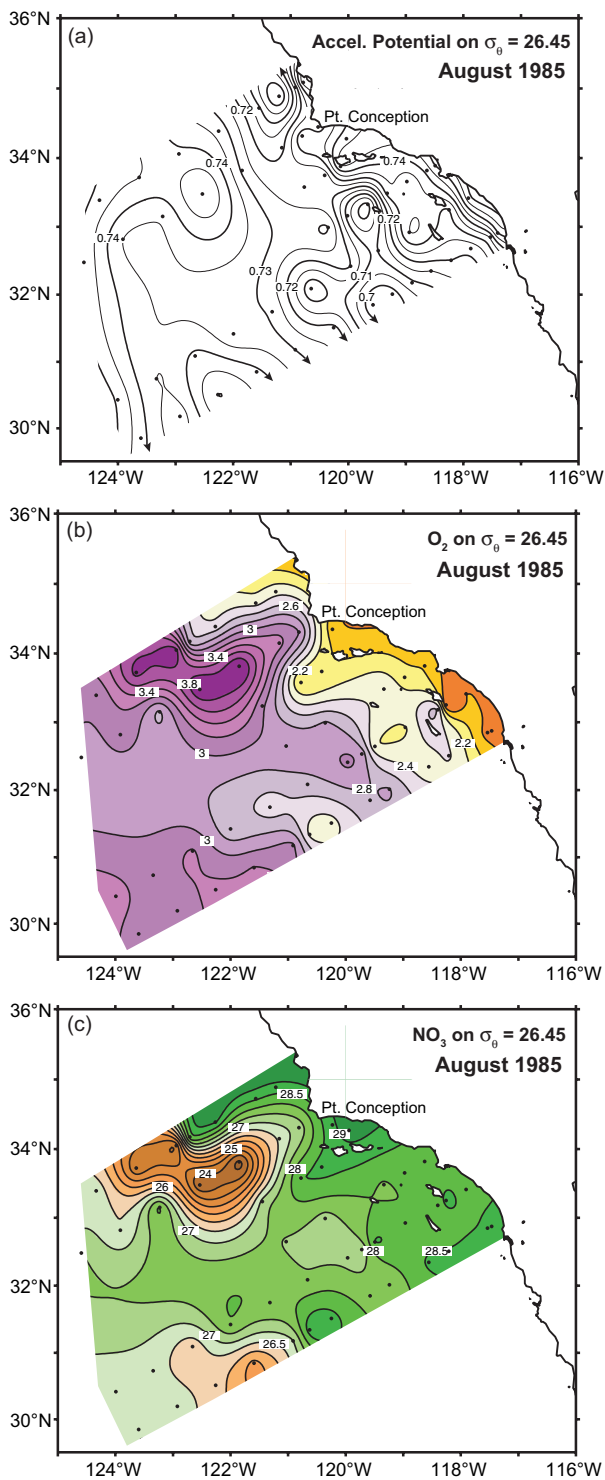 36°N
(a)
Accel. Potential on σθ = 26.45
August 1985
0.72
Pt. Conception
34°N
0.74
0.74
0.74
0.72
0.73
0.71
32°N
0.72
0.7
30°N
124°W
122°W
120°W
118°W
116°W
36°N
(b)
O2 on σθ = 26.45
August 1985
2.6
Pt. Conception
3
34°N
3.4
2.2
3.8
3.4
2.2
3
2.4
32°N
2.8
3
30°N
124°W
122°W
120°W
118°W
116°W
36°N
(c)
NO3 on σθ = 26.45
August 1985
28.5
Pt. Conception
27
29
34°N
25
28
24
26
27
28
28.5
32°N
27
26.5
30°N
124°W
122°W
120°W
118°W
116°W